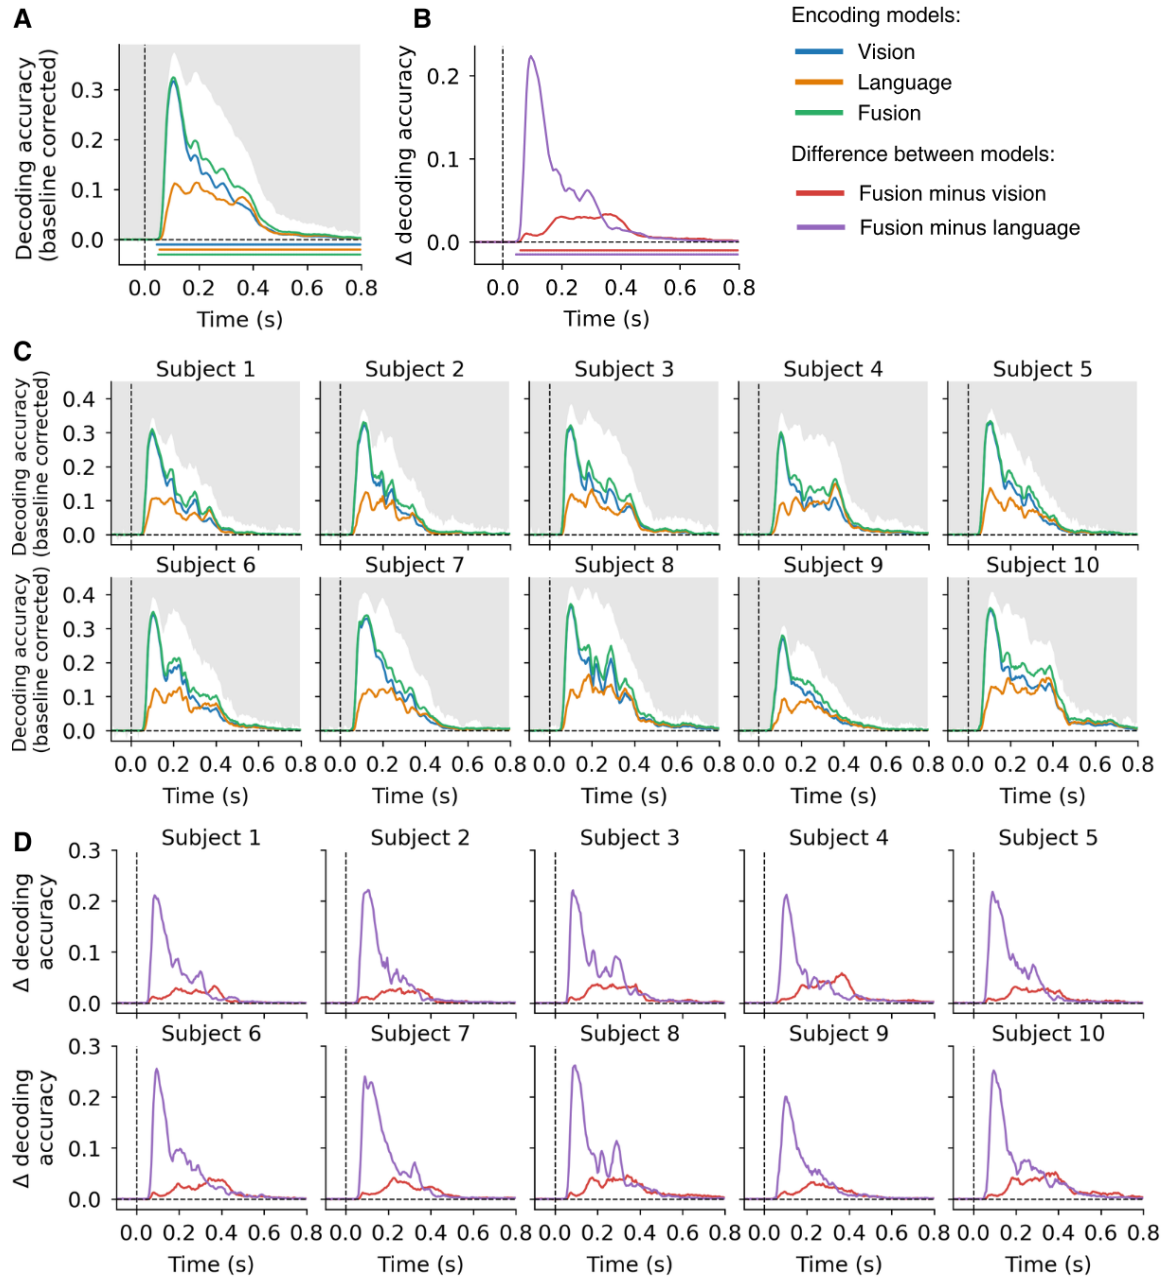 A
B
Encoding models:
Vision
Language
Fusion
Difference between models:
Fusion minus vision
Fusion minus language
Decoding accuracy
(baseline corrected)
0.3
0.2
0.1
0.0
0.0 0.2 0.4 0.6 0.8
Time (s)
Δ decoding accuracy
0.2
0.1
0.0
0.0 0.2 0.4 0.6 0.8
Time (s)
C
Subject 1 Subject 2 Subject 3 Subject 4 Subject 5
Decoding accuracy
(baseline corrected)
0.4
0.3
0.2
0.1
0.0
Subject 6 Subject 7 Subject 8 Subject 9 Subject 10
Decoding accuracy
(baseline corrected)
0.4
0.3
0.2
0.1
0.0
0.0 0.2 0.4 0.6 0.8 0.0 0.2 0.4 0.6 0.8 0.0 0.2 0.4 0.6 0.8 0.0 0.2 0.4 0.6 0.8 0.0 0.2 0.4 0.6 0.8
Time (s) Time (s) Time (s) Time (s) Time (s)
D
Subject 1 Subject 2 Subject 3 Subject 4 Subject 5
Δ decoding
accuracy
0.3
0.2
0.1
0.0
Subject 6 Subject 7 Subject 8 Subject 9 Subject 10
Δ decoding
accuracy
0.3
0.2
0.1
0.0
0.0 0.2 0.4 0.6 0.8 0.0 0.2 0.4 0.6 0.8 0.0 0.2 0.4 0.6 0.8 0.0 0.2 0.4 0.6 0.8 0.0 0.2 0.4 0.6 0.8
Time (s) Time (s) Time (s) Time (s) Time (s)